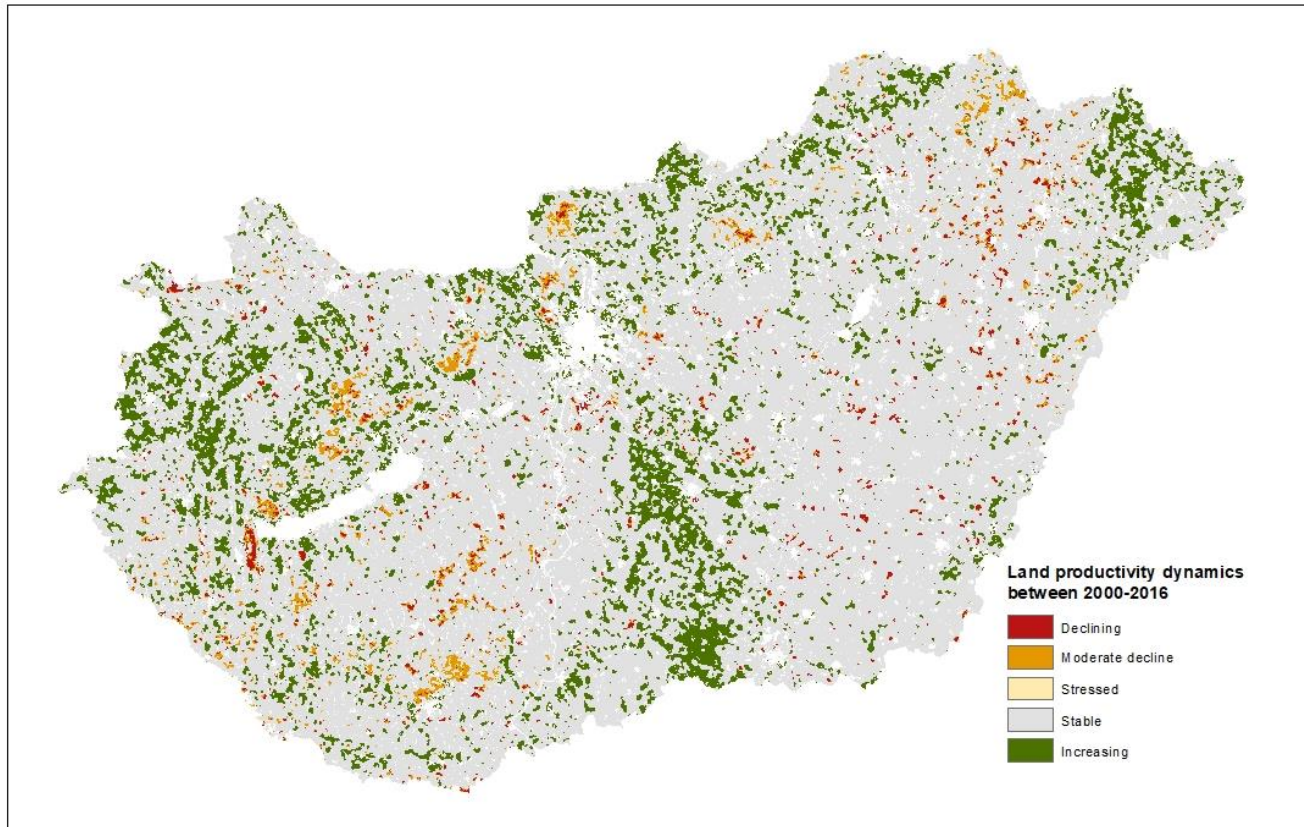 Land productivity dynamics
between 2000-2016
Declining
Moderate decline
Stressed
Stable
Increasing